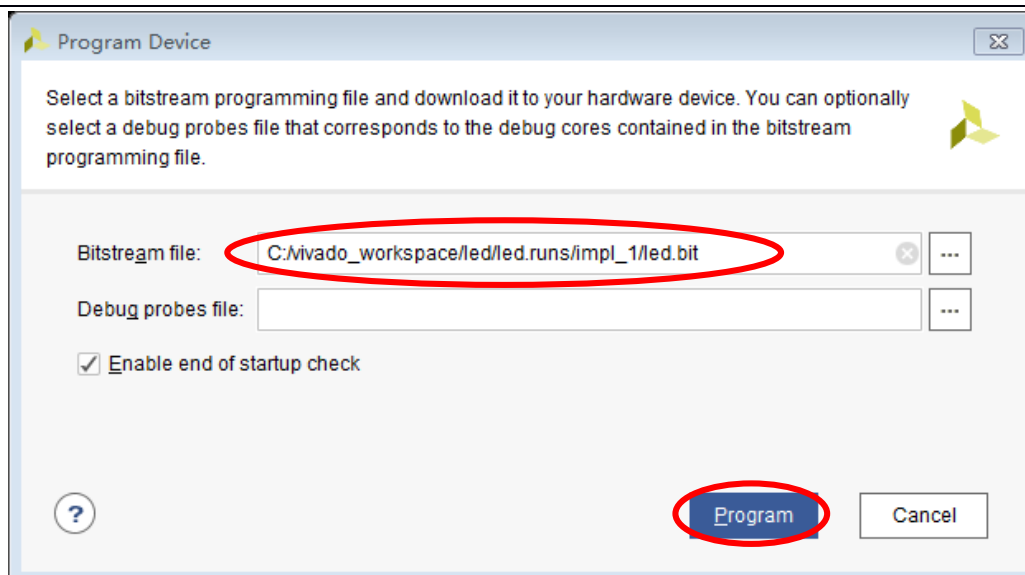 Program Device
Select a bitstream programming file and download it to your hardware device. You can optionally
select a debug probes file that corresponds to the debug cores contained in the bitstream
programming file.
Bitstream file: C:/vivado_workspace/led/led.runs/impl_1/led.bit ...
Debug probes file: ...
Enable end of startup check
? Program Cancel